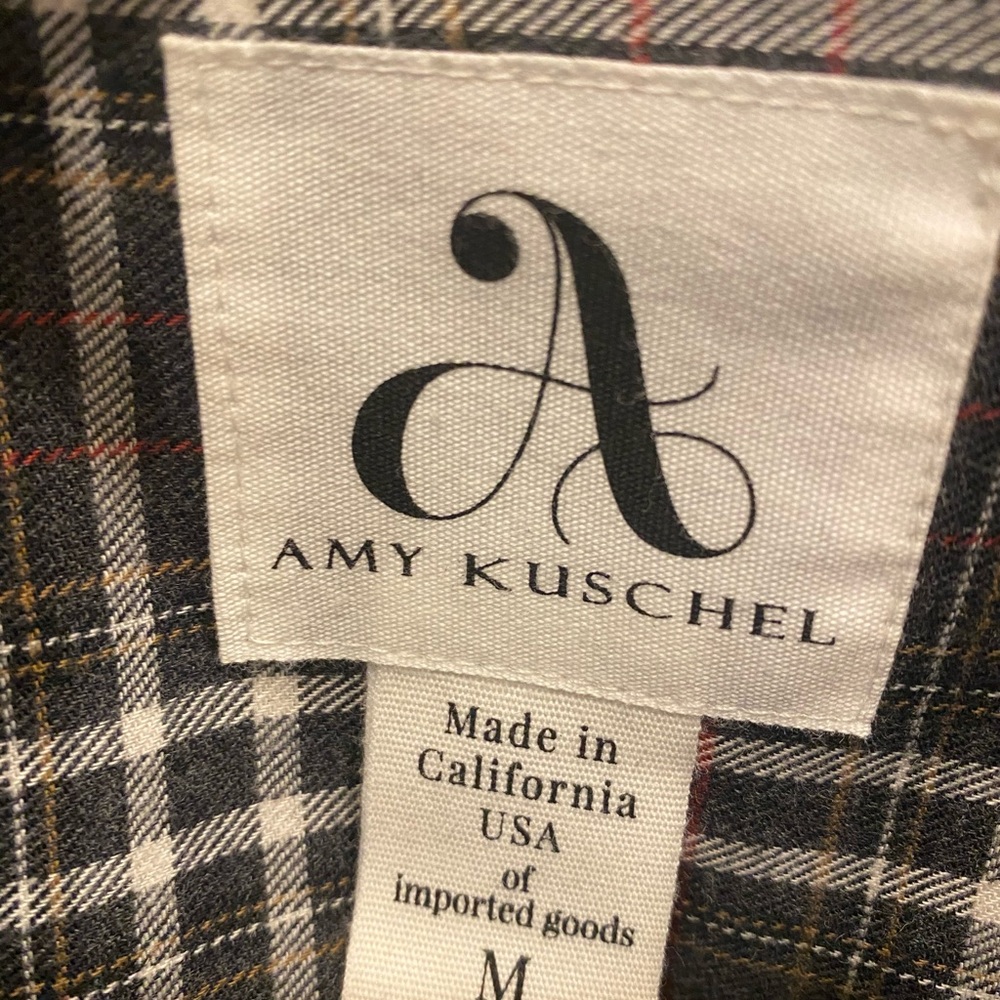 A
AMY KUSCHEL
Made in
California
USA
of
imported goods
M